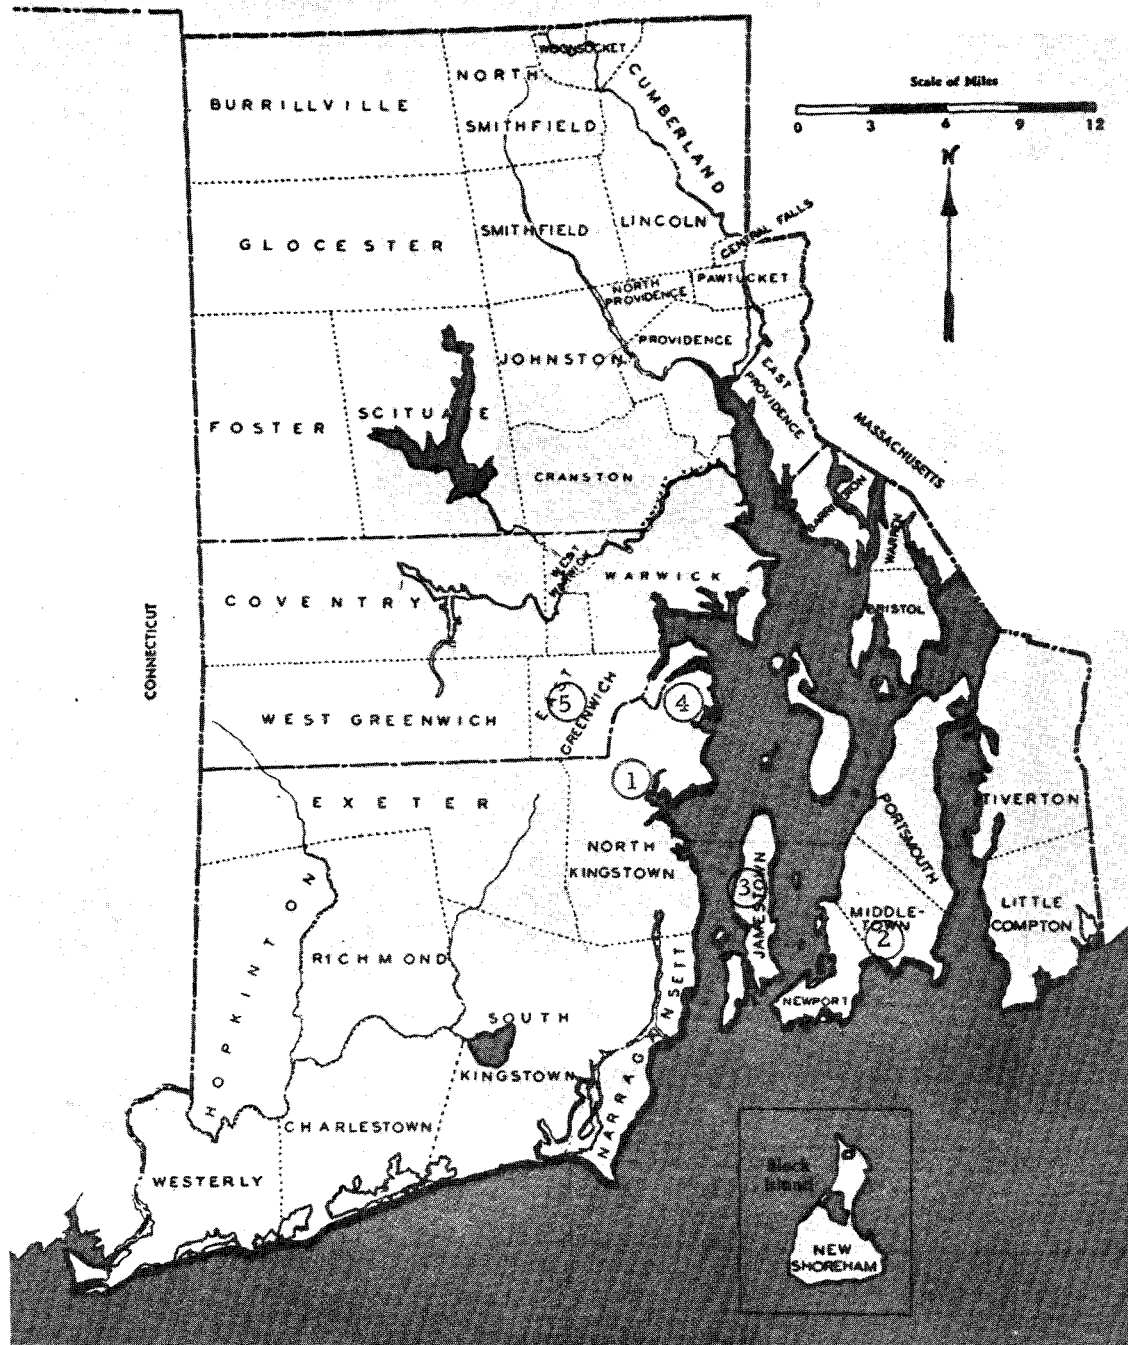 WOONSOCKET
NORTH
SMITHFIELD
CUMBERLAND
BURRILLVILLE
Scale of Miles
0 3 6 9 12
N
GLOCESTER
SMITHFIELD
LINCOLN
CENTRAL FALLS
NORTH
PROVIDENCE
PAWTUCKET
PROVIDENCE
JOHNSTON
EAST
PROVIDENCE
FOSTER
SCITUATE
CRANSTON
MASSACHUSETTS
BARRINGTON
WARREN
WEST
WARWICK
WARWICK
COVENTRY
BRISTOL
CONNECTICUT
WEST GREENWICH
EAST
GREENWICH
5
4
1
EXETER
NORTH
KINGSTOWN
TIVERTON
PORTSMOUTH
3
JAMESTOWN
MIDDLE-
TOWN
2
LITTLE
COMPTON
HOPKINTON
RICHMOND
NEWPORT
SOUTH
KINGSTOWN
NARRAGANSETT
CHARLESTOWN
WESTERLY
Block
Island
NEW
SHOREHAM